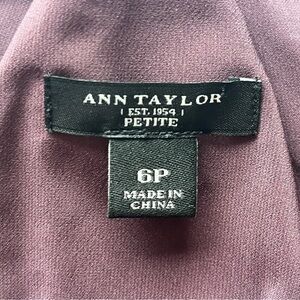 ANN TAYLOR
EST. 1954
PETITE
6P
MADE IN
CHINA